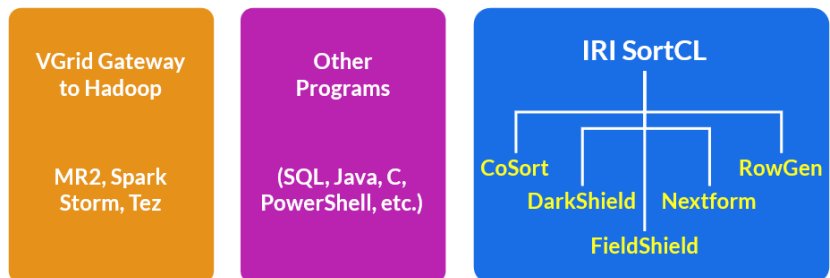 VGrid Gateway
to Hadoop
MR2, Spark
Storm, Tez
Other
Programs
(SQL, Java, C,
PowerShell, etc.)
IRI SortCL
CoSort
RowGen
DarkShield
Nextform
FieldShield